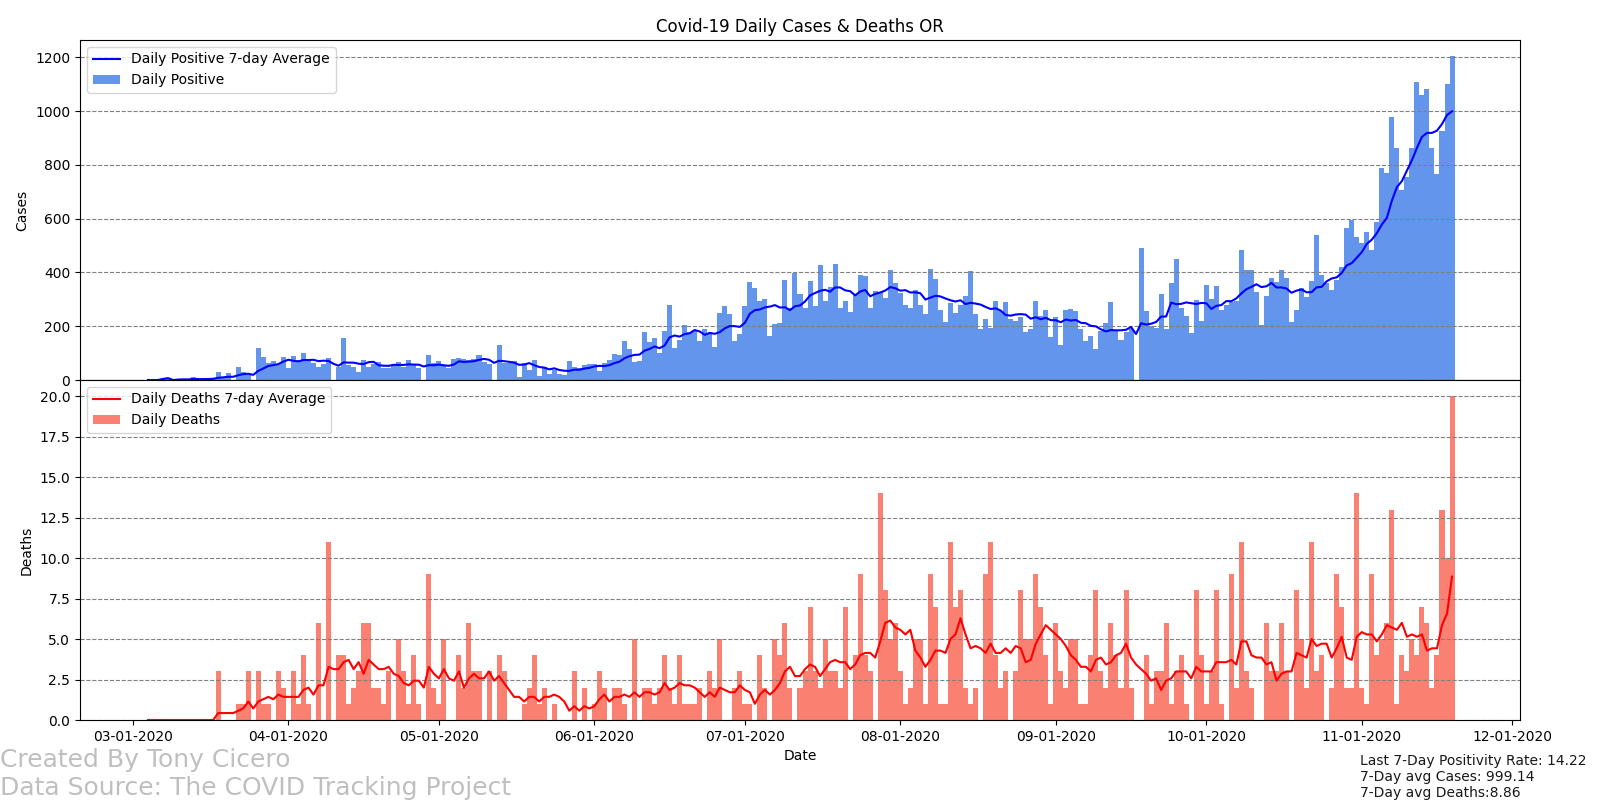 Covid-19 Daily Cases & Deaths OR
Daily Positive 7-day Average
Daily Positive
1200
1000
800
600
400
200
0
Cases
Daily Deaths 7-day Average
Daily Deaths
20.0
17.5
15.0
12.5
10.0
7.5
5.0
2.5
0.0
Deaths
03-01-2020 04-01-2020 05-01-2020 06-01-2020 07-01-2020 08-01-2020 09-01-2020 10-01-2020 11-01-2020 12-01-2020
Date
Created By Tony Cicero
Data Source: The COVID Tracking Project
Last 7-Day Positivity Rate: 14.22
7-Day avg Cases: 999.14
7-Day avg Deaths:8.86